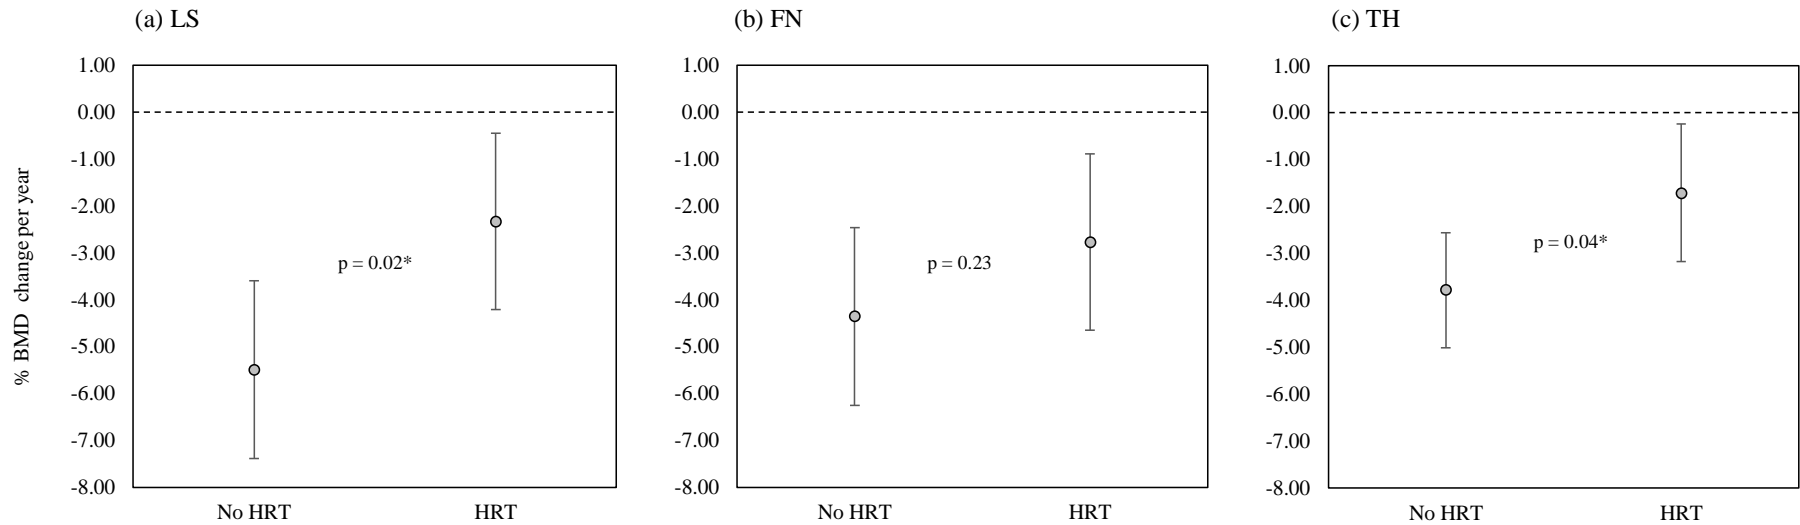 (a) LS
(b) FN
(c) TH
% BMD change per year
1.00
0.00
-1.00
-2.00
-3.00
-4.00
-5.00
-6.00
-7.00
-8.00
p = 0.02*
No HRT
HRT
1.00
0.00
-1.00
-2.00
-3.00
-4.00
-5.00
-6.00
-7.00
-8.00
p = 0.23
No HRT
HRT
1.00
0.00
-1.00
-2.00
-3.00
-4.00
-5.00
-6.00
-7.00
-8.00
p = 0.04*
No HRT
HRT